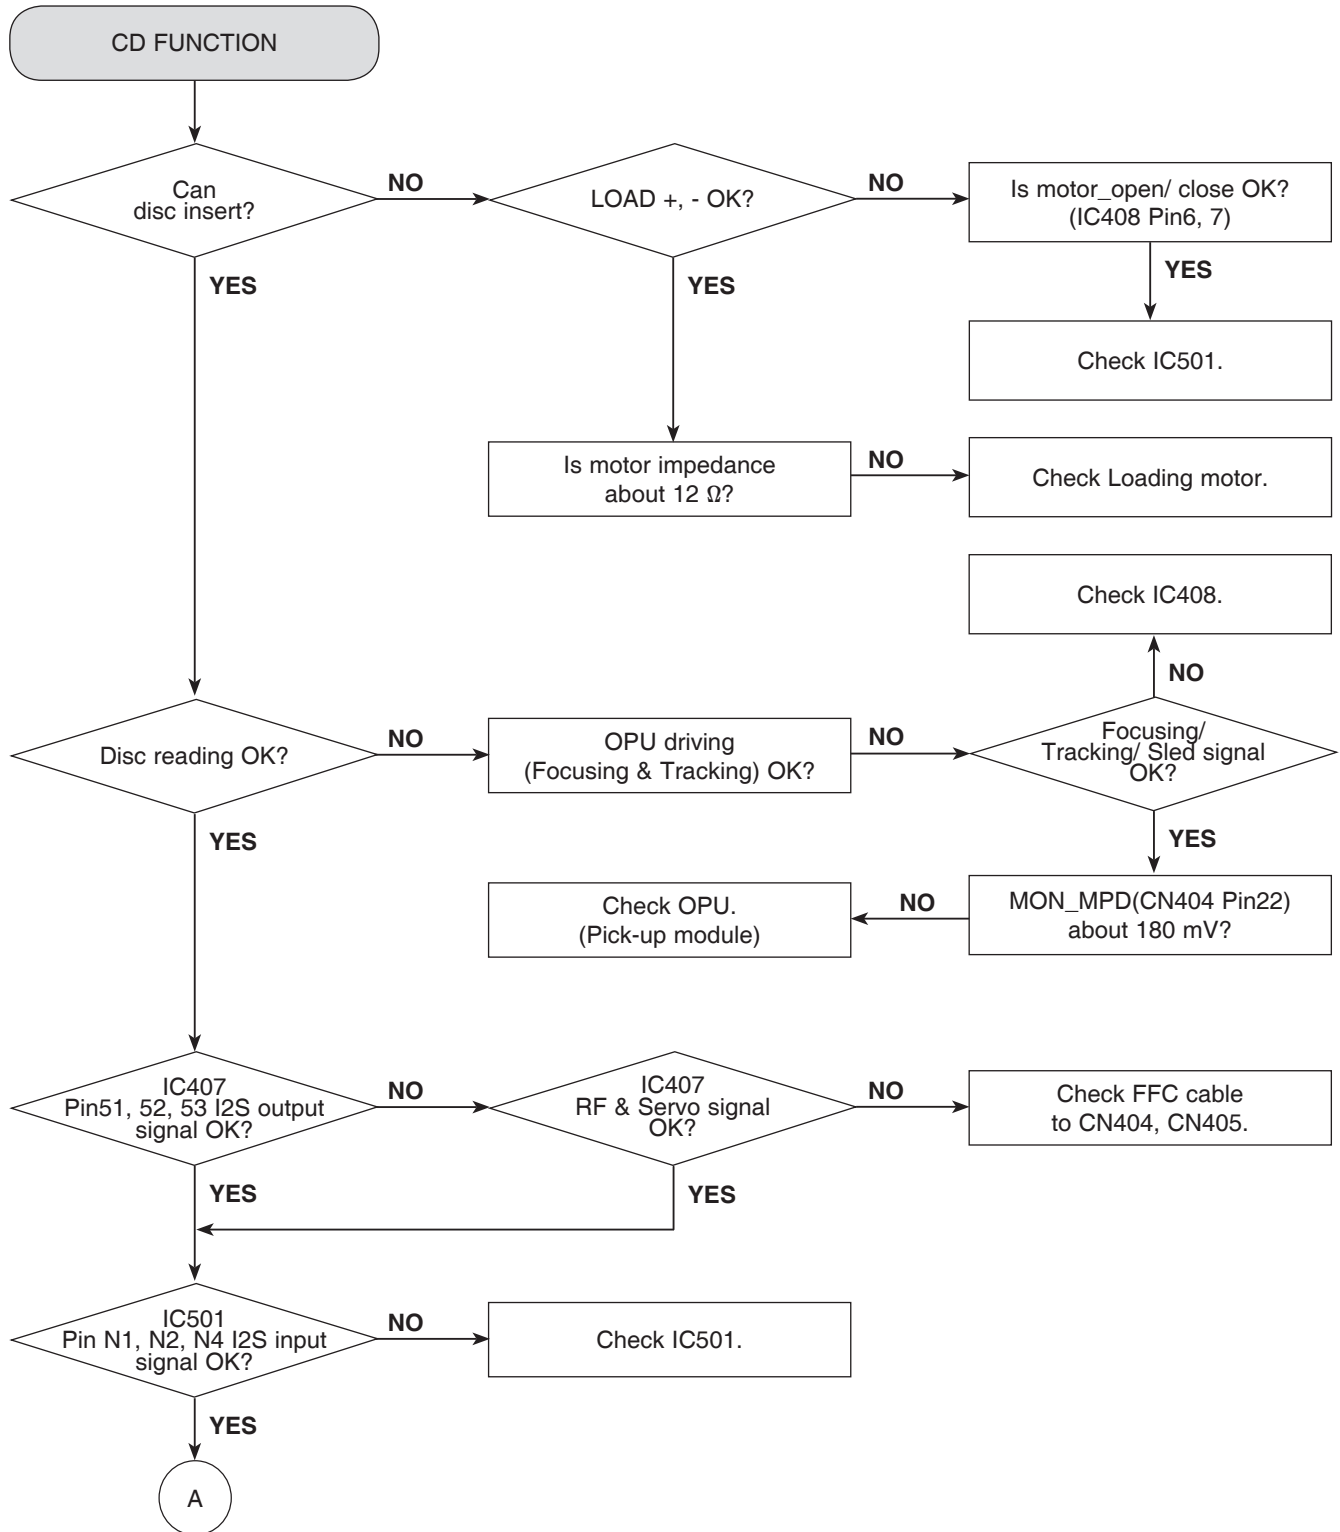 CD FUNCTION
Can
disc insert?
NO
LOAD +, - OK?
NO
Is motor_open/ close OK?
(IC408 Pin6, 7)
YES
YES
YES
Check IC501.
Is motor impedance
about 12 Ω?
NO
Check Loading motor.
Check IC408.
NO
Disc reading OK?
NO
OPU driving
(Focusing & Tracking) OK?
NO
Focusing/
Tracking/ Sled signal
OK?
YES
YES
Check OPU.
(Pick-up module)
NO
MON_MPD(CN404 Pin22)
about 180 mV?
IC407
Pin51, 52, 53 I2S output
signal OK?
NO
IC407
RF & Servo signal
OK?
NO
Check FFC cable
to CN404, CN405.
YES
YES
IC501
Pin N1, N2, N4 I2S input
signal OK?
NO
Check IC501.
YES
A